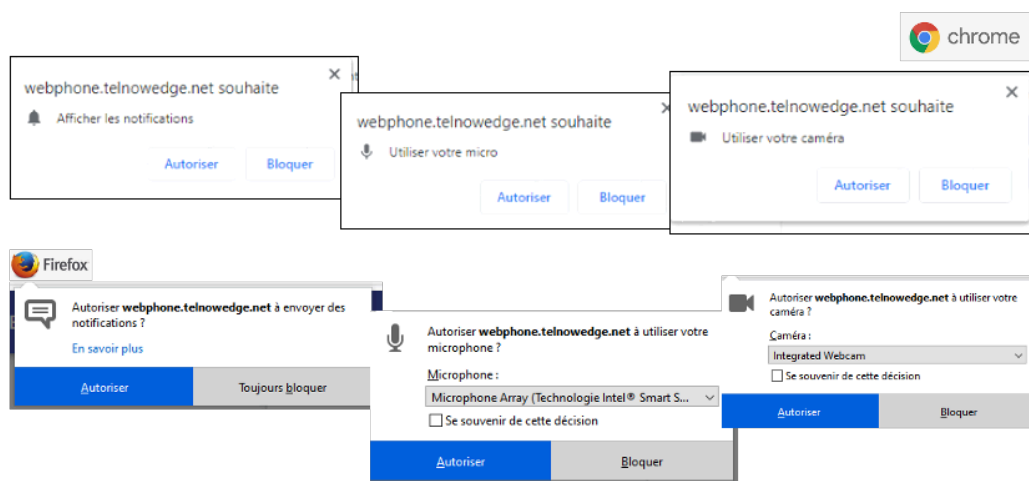 chrome
webphone.telnowedge.net souhaite
Afficher les notifications
Autoriser
Bloquer
webphone.telnowedge.net souhaite
Utiliser votre micro
Autoriser
Bloquer
webphone.telnowedge.net souhaite
Utiliser votre caméra
Autoriser
Bloquer
Firefox
Autoriser webphone.telnowedge.net à envoyer des
notifications ?
En savoir plus
Autoriser
Toujours bloquer
Autoriser webphone.telnowedge.net à utiliser votre
microphone ?
Microphone :
Microphone Array (Technologie Intel® Smart S...
Se souvenir de cette décision
Autoriser
Bloquer
Autoriser webphone.telnowedge.net à utiliser votre
caméra ?
Caméra :
Integrated Webcam
Se souvenir de cette décision
Autoriser
Bloquer